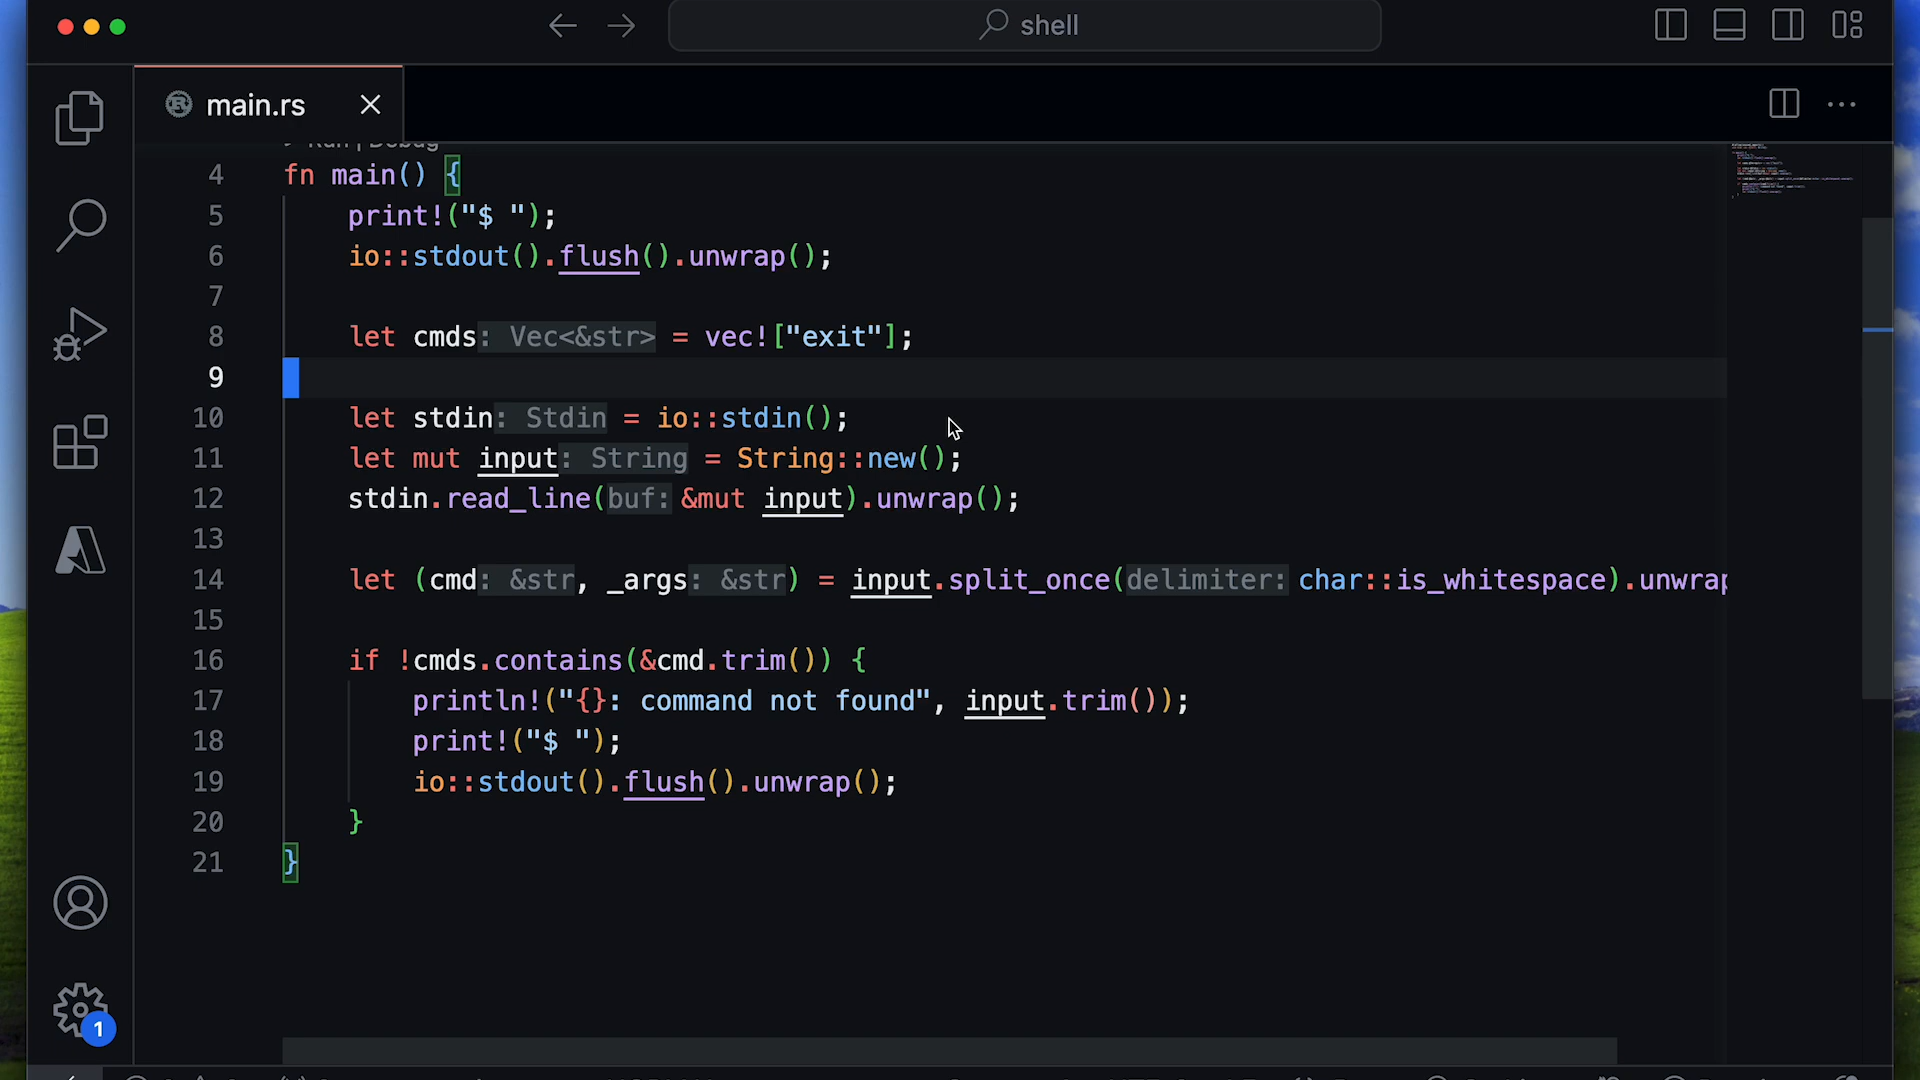 shell
main.rs
Run | Debug
4 fn main() {
5 print!("$ ");
6 io::stdout().flush().unwrap();
7
8 let cmds: Vec<&str> = vec!["exit"];
9
10 let stdin: Stdin = io::stdin();
11 let mut input: String = String::new();
12 stdin.read_line(buf: &mut input).unwrap();
13
14 let (cmd: &str, _args: &str) = input.split_once(delimiter: char::is_whitespace).unwrap
15
16 if !cmds.contains(&cmd.trim()) {
17 println!("{}: command not found", input.trim());
18 print!("$ ");
19 io::stdout().flush().unwrap();
20 }
21 }
1